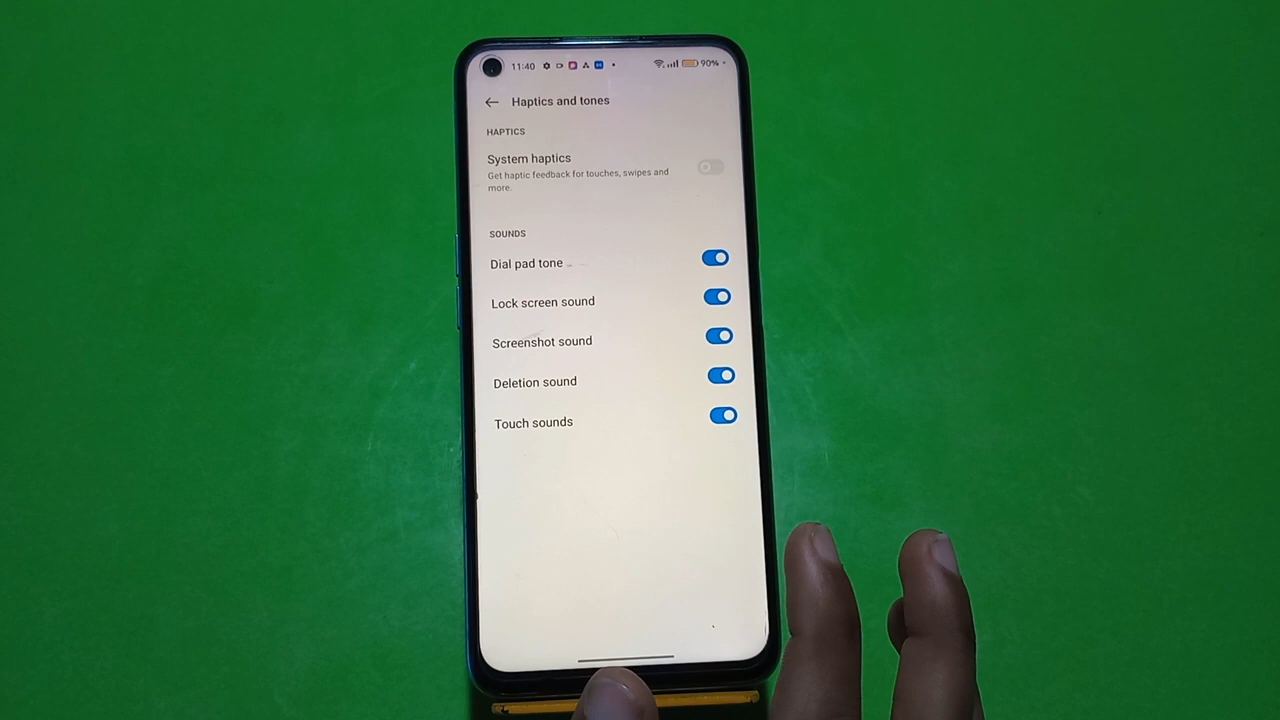 11:40 90%
Haptics and tones
HAPTICS
System haptics
Get haptic feedback for touches, swipes and
more.
SOUNDS
Dial pad tone
Lock screen sound
Screenshot sound
Deletion sound
Touch sounds